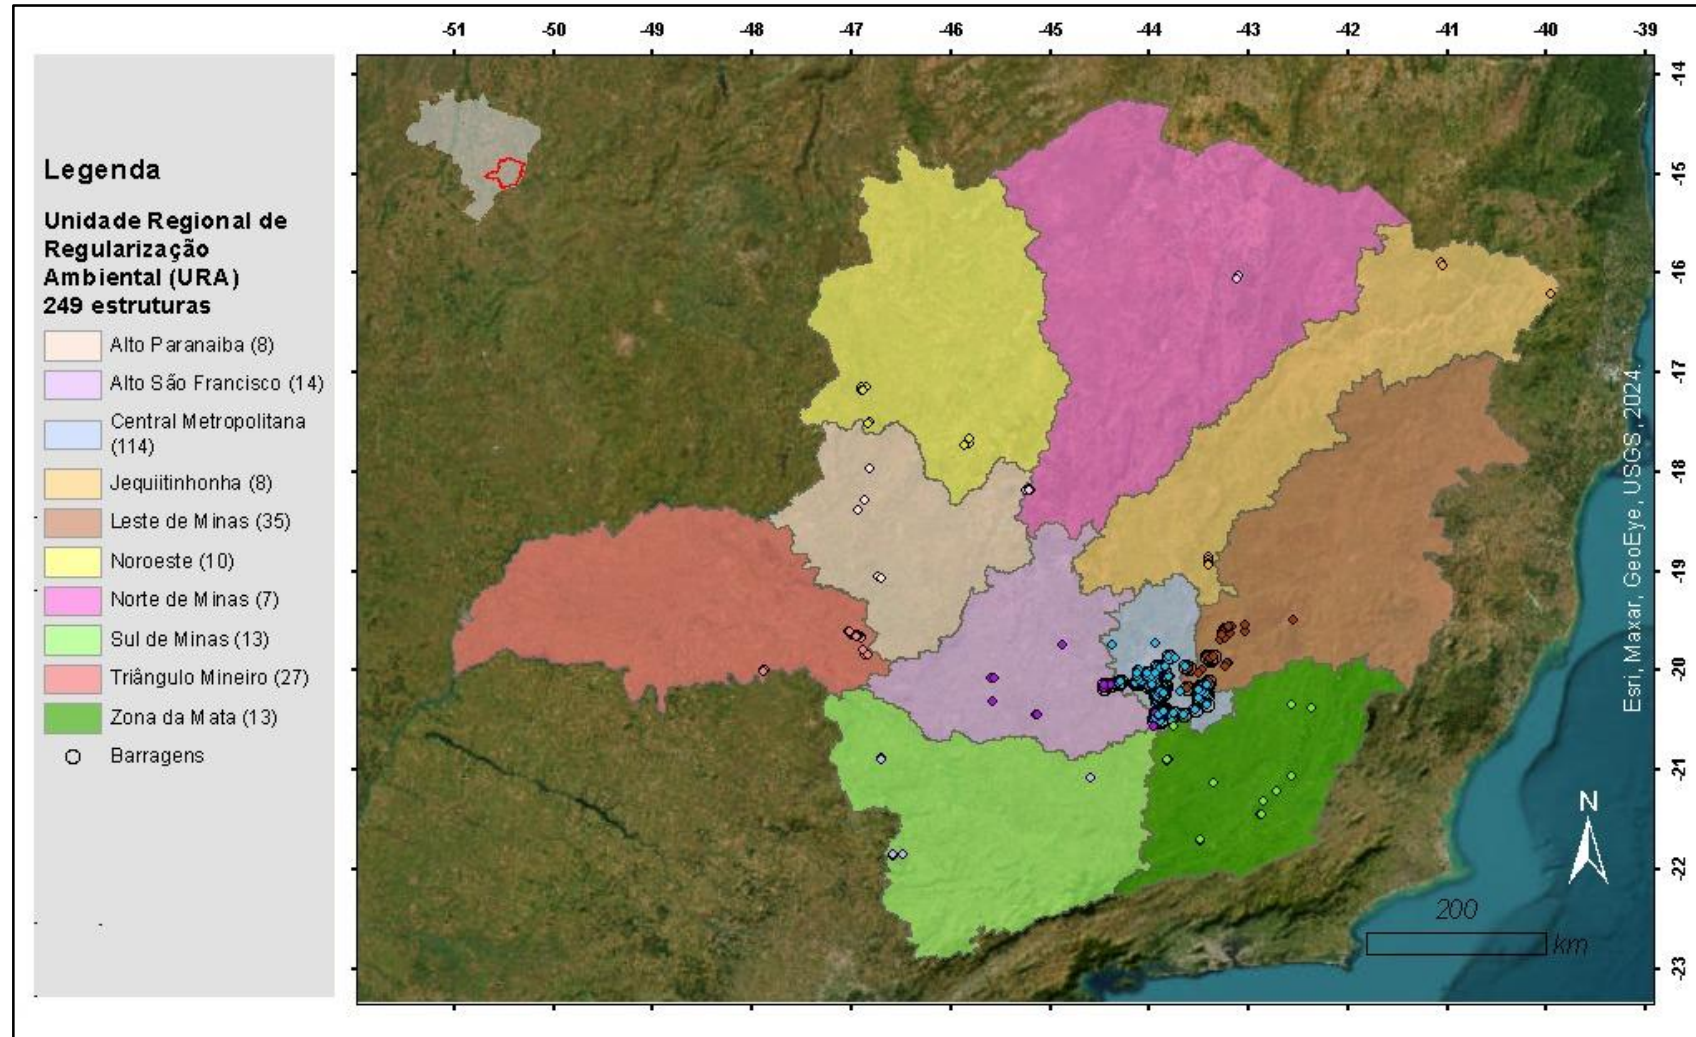 -51 -50 -49 -48 -47 -46 -45 -44 -43 -42 -41 -40 -39
Legenda
Unidade Regional de
Regularização
Ambiental (URA)
249 estruturas
Alto Paranaiba (8)
Alto São Francisco (14)
Central Metropolitana
(114)
Jequiitinhonha (8)
Leste de Minas (35)
Noroeste (10)
Norte de Minas (7)
Sul de Minas (13)
Triângulo Mineiro (27)
Zona da Mata (13)
Barragens
-14
-15
-16
-17
-18
-19
-20
-21
-22
-23
Esri, Maxar, GeoEye, USGS, 2024.
N
200
km